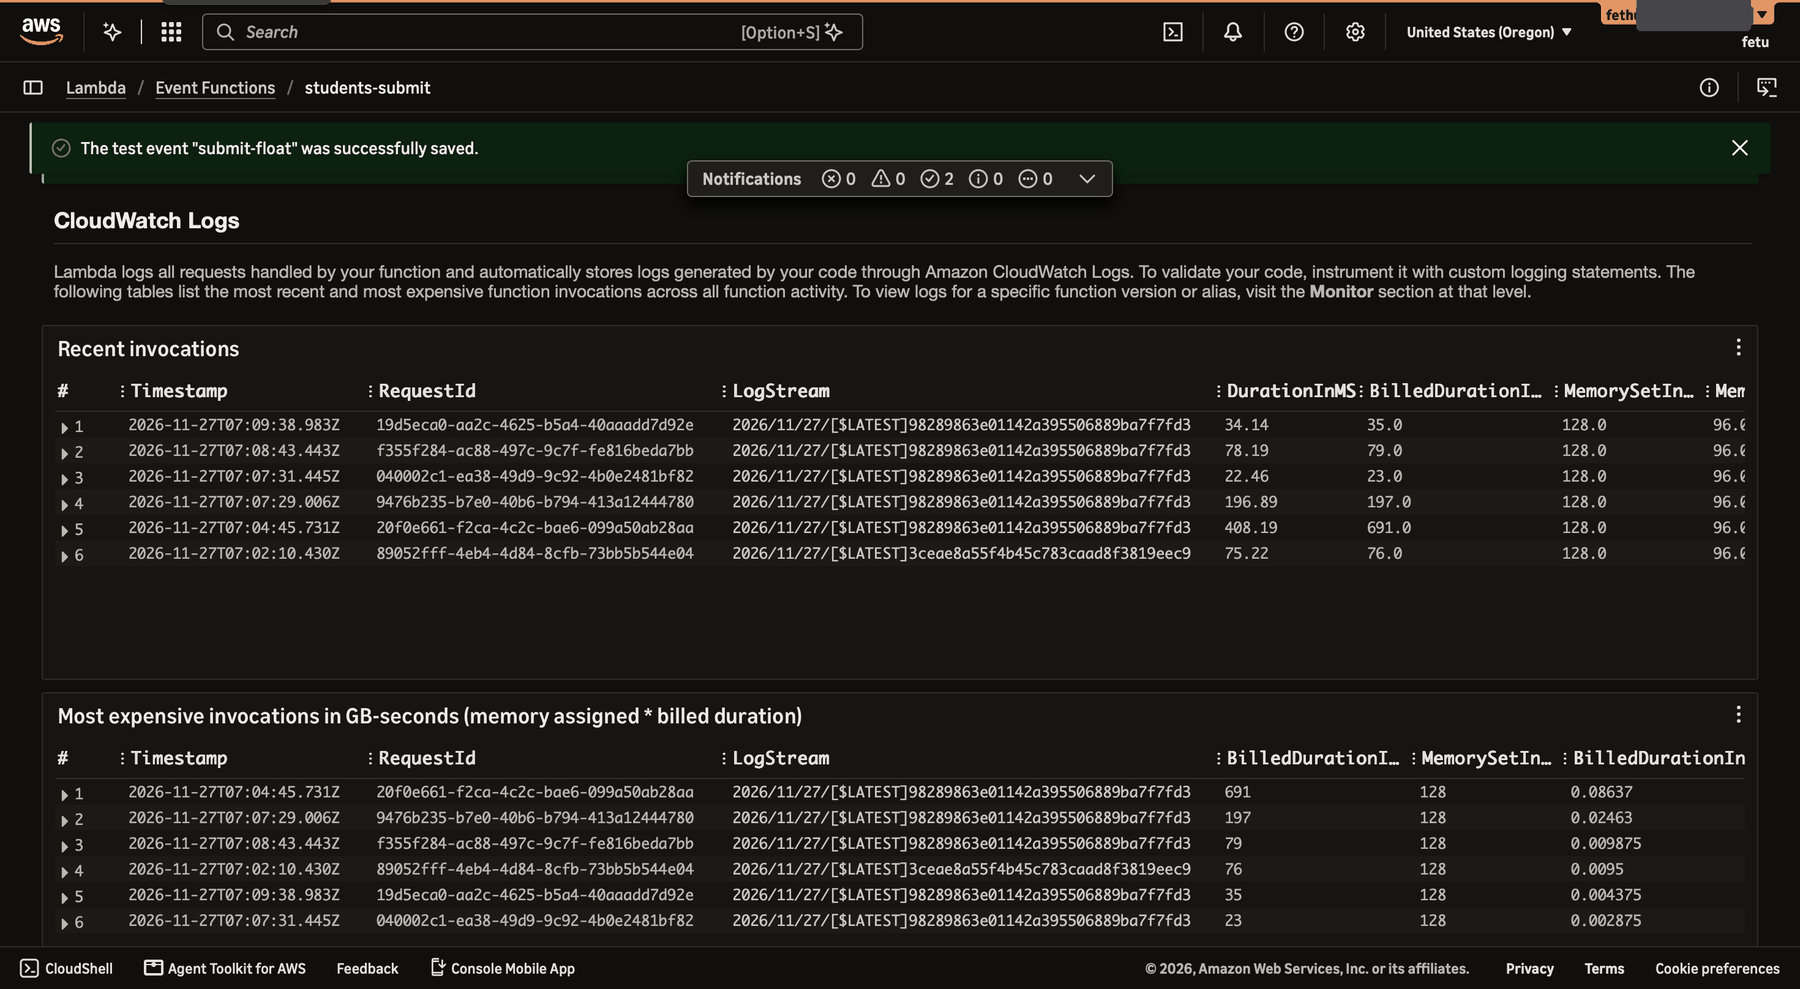 aws
Search [Option+S]
United States (Oregon)
feth
fetu
Lambda / Event Functions / students-submit
The test event "submit-float" was successfully saved.
Notifications 0 0 2 0 0
CloudWatch Logs
Lambda logs all requests handled by your function and automatically stores logs generated by your code through Amazon CloudWatch Logs. To validate your code, instrument it with custom logging statements. The
following tables list the most recent and most expensive function invocations across all function activity. To view logs for a specific function version or alias, visit the Monitor section at that level.
Recent invocations
# Timestamp RequestId LogStream DurationInMS BilledDurationI... MemorySetIn... Mem
1 2026-11-27T07:09:38.983Z 19d5eca0-aa2c-4625-b5a4-40aaadd7d92e 2026/11/27/[$LATEST]98289863e01142a395506889ba7f7fd3 34.14 35.0 128.0 96.0
2 2026-11-27T07:08:43.443Z f355f284-ac88-497c-9c7f-fe816beda7bb 2026/11/27/[$LATEST]98289863e01142a395506889ba7f7fd3 78.19 79.0 128.0 96.0
3 2026-11-27T07:07:31.445Z 040002c1-ea38-49d9-9c92-4b0e2481bf82 2026/11/27/[$LATEST]98289863e01142a395506889ba7f7fd3 22.46 23.0 128.0 96.0
4 2026-11-27T07:07:29.006Z 9476b235-b7e0-40b6-b794-413a12444780 2026/11/27/[$LATEST]98289863e01142a395506889ba7f7fd3 196.89 197.0 128.0 96.0
5 2026-11-27T07:04:45.731Z 20f0e661-f2ca-4c2c-bae6-099a50ab28aa 2026/11/27/[$LATEST]98289863e01142a395506889ba7f7fd3 408.19 691.0 128.0 96.0
6 2026-11-27T07:02:10.430Z 89052fff-4eb4-4d84-8cfb-73bb5b544e04 2026/11/27/[$LATEST]3ceae8a55f4b45c783caad8f3819eec9 75.22 76.0 128.0 96.0
Most expensive invocations in GB-seconds (memory assigned * billed duration)
# Timestamp RequestId LogStream BilledDurationI... MemorySetIn... BilledDurationIn
1 2026-11-27T07:04:45.731Z 20f0e661-f2ca-4c2c-bae6-099a50ab28aa 2026/11/27/[$LATEST]98289863e01142a395506889ba7f7fd3 691 128 0.08637
2 2026-11-27T07:07:29.006Z 9476b235-b7e0-40b6-b794-413a12444780 2026/11/27/[$LATEST]98289863e01142a395506889ba7f7fd3 197 128 0.02463
3 2026-11-27T07:08:43.443Z f355f284-ac88-497c-9c7f-fe816beda7bb 2026/11/27/[$LATEST]98289863e01142a395506889ba7f7fd3 79 128 0.009875
4 2026-11-27T07:02:10.430Z 89052fff-4eb4-4d84-8cfb-73bb5b544e04 2026/11/27/[$LATEST]3ceae8a55f4b45c783caad8f3819eec9 76 128 0.0095
5 2026-11-27T07:09:38.983Z 19d5eca0-aa2c-4625-b5a4-40aaadd7d92e 2026/11/27/[$LATEST]98289863e01142a395506889ba7f7fd3 35 128 0.004375
6 2026-11-27T07:07:31.445Z 040002c1-ea38-49d9-9c92-4b0e2481bf82 2026/11/27/[$LATEST]98289863e01142a395506889ba7f7fd3 23 128 0.002875
CloudShell Agent Toolkit for AWS Feedback Console Mobile App © 2026, Amazon Web Services, Inc. or its affiliates. Privacy Terms Cookie preferences